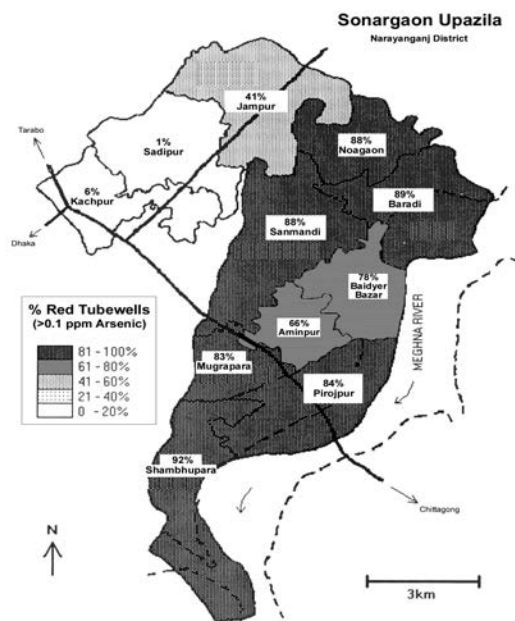 Sonargaon Upazila
Narayanganj District
41%
Jampur
Tarabo
88%
Noagaon
1%
Sadipur
6%
Kachpur
89%
Baradi
88%
Sanmandi
Dhaka
78%
Baidyer
Bazar
% Red Tubewells
(>0.1 ppm Arsenic)
81 - 100%
61 - 80%
41 - 60%
21 - 40%
0 - 20%
66%
Aminpur
MEGHNA RIVER
83%
Mugrapara
84%
Pirojpur
92%
Shambhupara
Chittagong
N
3km